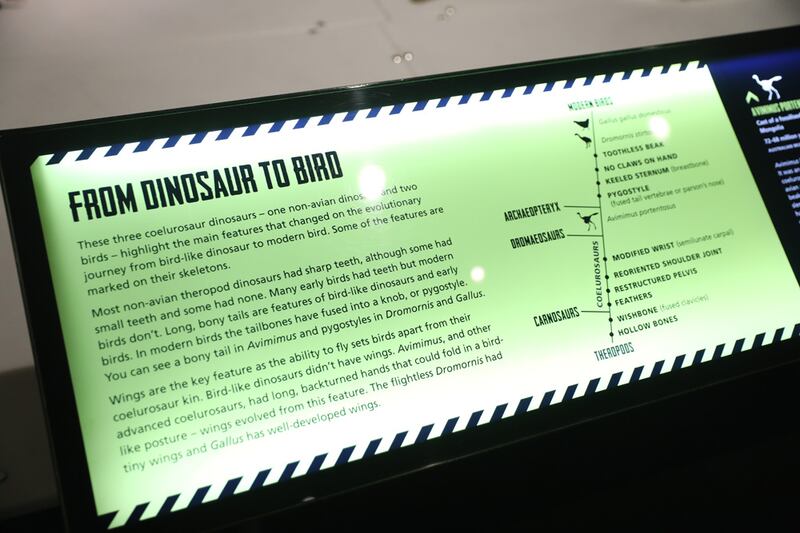 FROM DINOSAUR TO BIRD
These three coelurosaur dinosaurs – one non-avian and two
birds – highlight the main features that changed on the evolutionary
journey from bird-like dinosaur to modern bird. Some of the features are
marked on their skeletons.
Most non-avian theropod dinosaurs had sharp teeth, although some had
small teeth and some had none. Many early birds had teeth but modern
birds don't. Long, bony tails are features of bird-like dinosaurs and early
birds. In modern birds the tailbones have fused into a knob, or pygostyle.
You can see a bony tail in Avimimus and pygostyles in Dromornis and Gallus.
Wings are the key feature as the ability to fly sets birds apart from their
coelurosaur kin. Bird-like dinosaurs didn't have wings. Avimimus, and other
advanced coelurosaurs, had long, backturned hands that could fold in a bird-
like posture – wings evolved from this feature. The flightless Dromornis had
tiny wings and Gallus has well-developed wings.
MODERN BIRDS
Gallus gallus domesticus
Dromornis
TOOTHLESS BEAK
NO CLAWS ON HAND
KEELED STERNUM (breastbone)
PYGOSTYLE
(fused tail vertebrae or parson's nose)
ARCHAEOPTERYX
Avimimus portentosus
DROMAEOSAURS
COELUROSAURS
MODIFIED WRIST (semilunate carpal)
REORIENTED SHOULDER JOINT
RESTRUCTURED PELVIS
FEATHERS
CARNOSAURS
WISHBONE (fused clavicles)
HOLLOW BONES
THEROPODS
AVIMIMUS
Cast of a
Mongolia